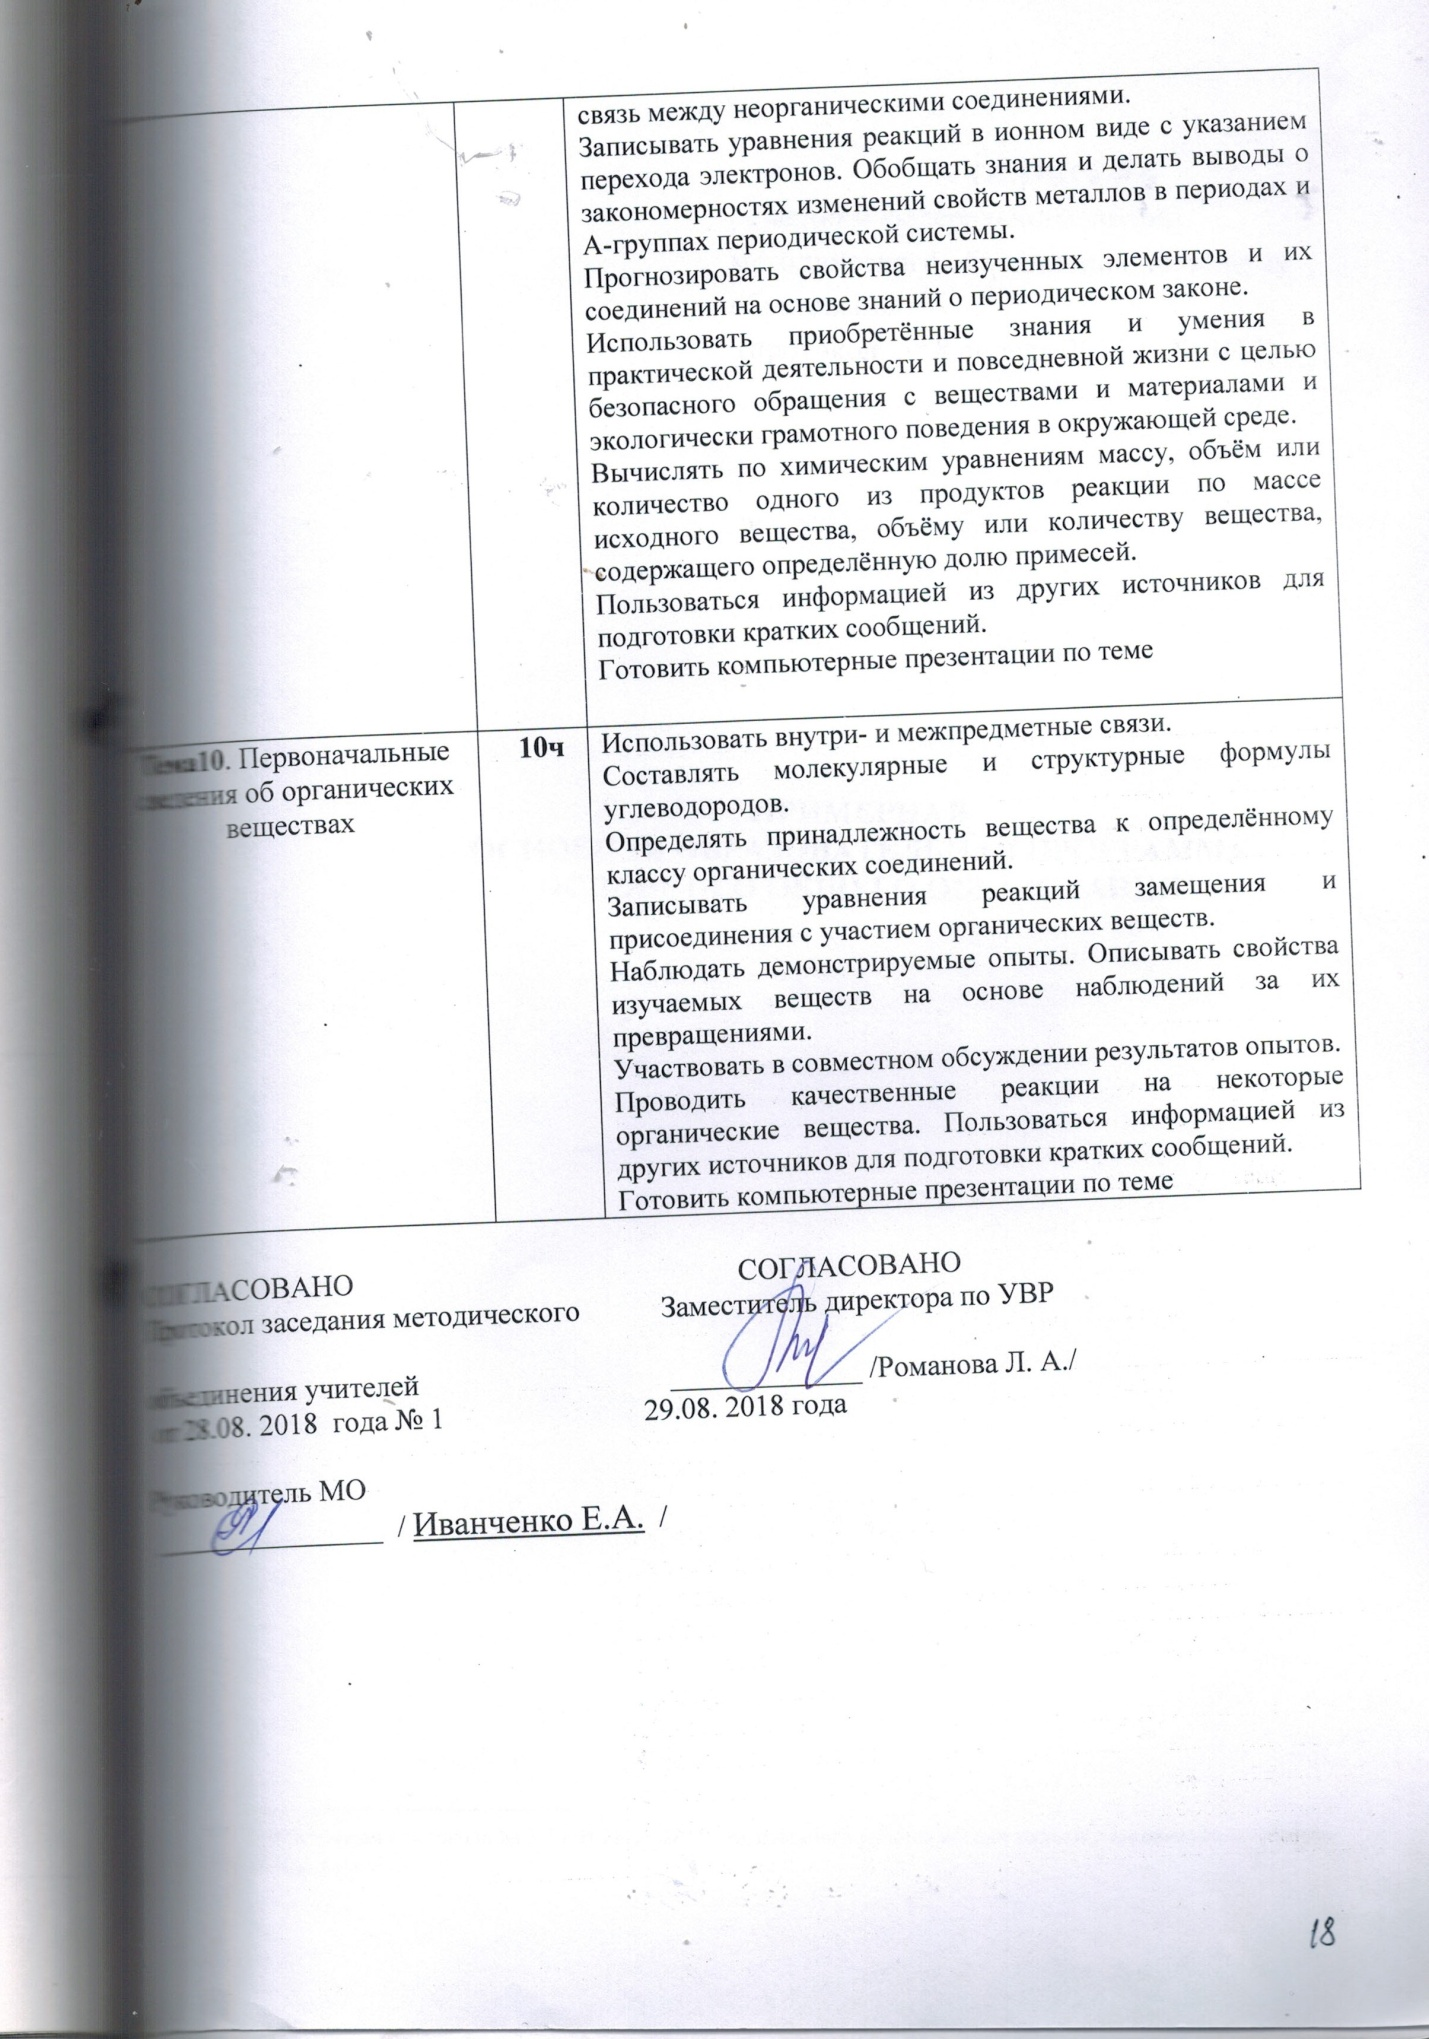 связь между неорганическими соединениями.
Записывать уравнения реакций в ионном виде с указанием
перехода электронов. Обобщать знания и делать выводы о
закономерностях изменений свойств металлов в периодах и
А-группах периодической системы.
Прогнозировать свойства неизученных элементов и их
соединений на основе знаний о периодическом законе.
Использовать приобретённые знания и умения в
практической деятельности и повседневной жизни с целью
безопасного обращения с веществами и материалами и
экологически грамотного поведения в окружающей среде.
Вычислять по химическим уравнениям массу, объём или
количество одного из продуктов реакции по массе
исходного вещества, объёму или количеству вещества,
содержащего определённую долю примесей.
Пользоваться информацией из других источников для
подготовки кратких сообщений.
Готовить компьютерные презентации по теме
Тема10. Первоначальные
сведения об органических
веществах
10ч
Использовать внутри- и межпредметные связи.
Составлять молекулярные и структурные формулы
углеводородов.
Определять принадлежность вещества к определённому
классу органических соединений.
Записывать уравнения реакций замещения и
присоединения с участием органических веществ.
Наблюдать демонстрируемые опыты. Описывать свойства
изучаемых веществ на основе наблюдений за их
превращениями.
Участвовать в совместном обсуждении результатов опытов.
Проводить качественные реакции на некоторые
органические вещества. Пользоваться информацией из
других источников для подготовки кратких сообщений.
Готовить компьютерные презентации по теме
СОГЛАСОВАНО
Протокол заседания методического
объединения учителей
от 28.08. 2018 года № 1
Руководитель МО
/ Иванченко Е.А. /
СОГЛАСОВАНО
Заместитель директора по УВР
/Романова Л. А./
29.08. 2018 года
18